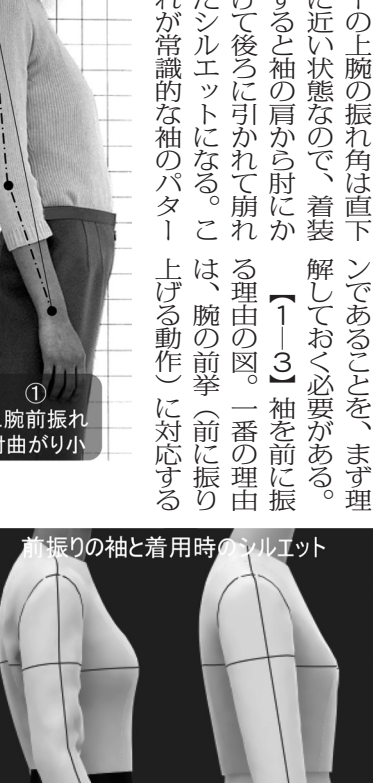 の上腕の振れ角は直下
に近い状態なので、着装
すると袖の肩から肘にか
けて後ろに引かれて崩れ
たシルエットになる。こ
れが常識的な袖のパター
ンであることを、まず理
解しておく必要がある。
【1―3】袖を前に振
る理由の図。一番の理由
は、腕の前挙（前に振り
上げる動作）に対応する
①
腕前振れ
曲がり小
前振りの袖と着用時のシルエット